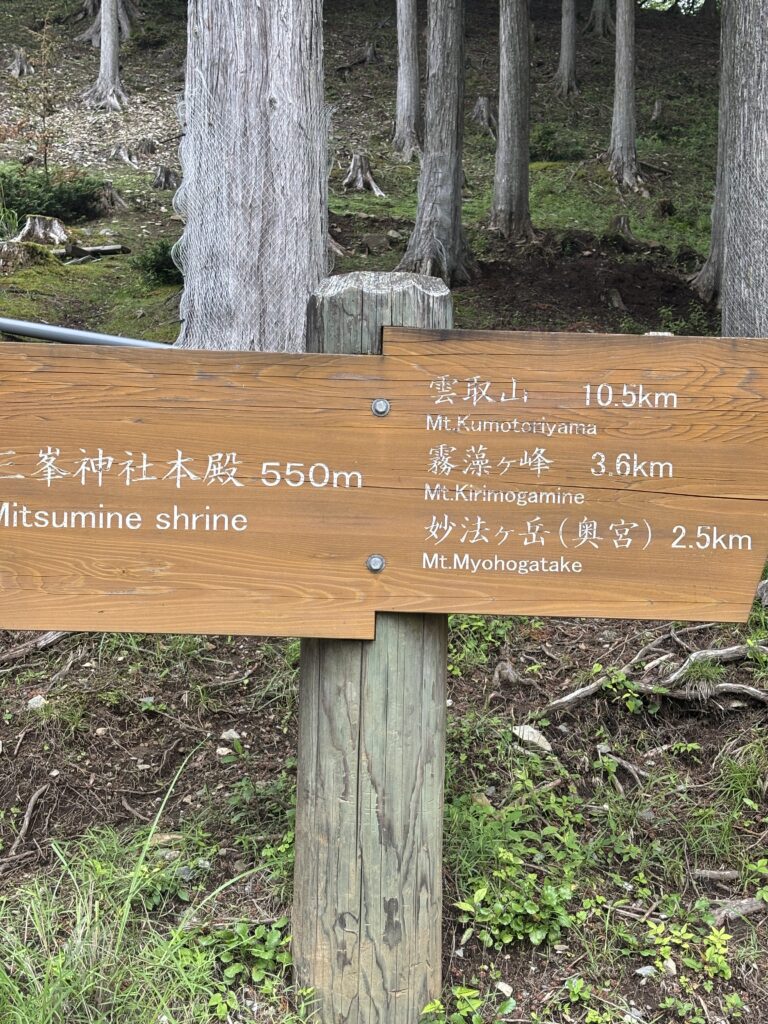 三峯神社本殿 550m
Mitsumine shrine
雲取山 10.5km
Mt.Kumotoriyama
霧藻ヶ峰 3.6km
Mt.Kirimogamine
妙法ヶ岳(奥宮) 2.5km
Mt.Myohogatake